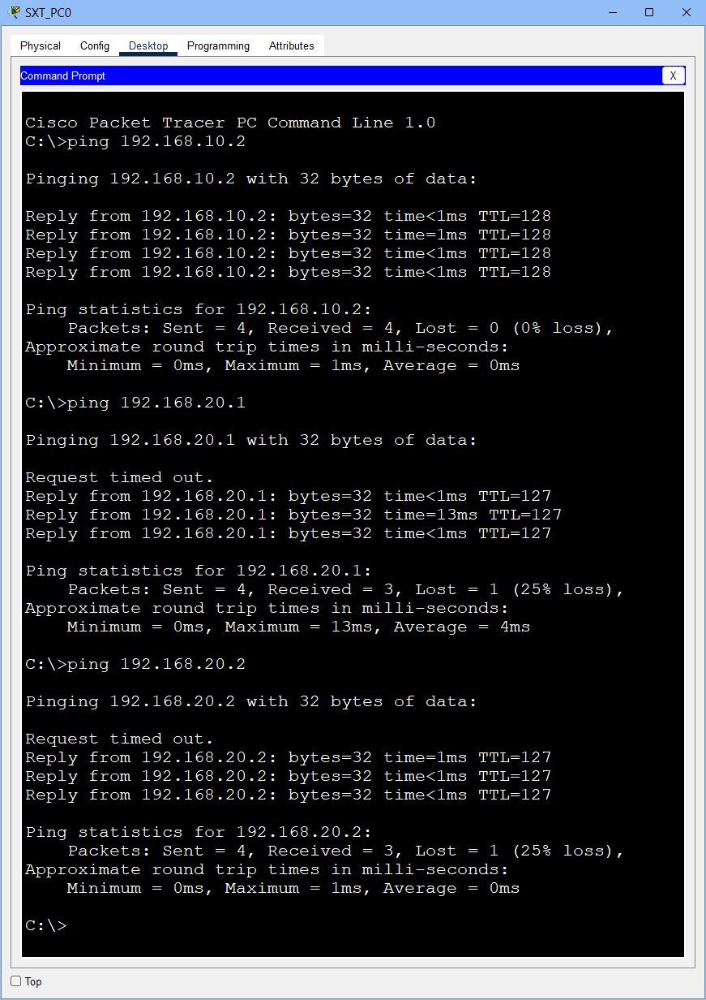 SXT_PC0
Physical Config Desktop Programming Attributes
Command Prompt X
Cisco Packet Tracer PC Command Line 1.0
C:\>ping 192.168.10.2
Pinging 192.168.10.2 with 32 bytes of data:
Reply from 192.168.10.2: bytes=32 time<1ms TTL=128
Reply from 192.168.10.2: bytes=32 time=1ms TTL=128
Reply from 192.168.10.2: bytes=32 time<1ms TTL=128
Reply from 192.168.10.2: bytes=32 time<1ms TTL=128
Ping statistics for 192.168.10.2:
Packets: Sent = 4, Received = 4, Lost = 0 (0% loss),
Approximate round trip times in milli-seconds:
Minimum = 0ms, Maximum = 1ms, Average = 0ms
C:\>ping 192.168.20.1
Pinging 192.168.20.1 with 32 bytes of data:
Request timed out.
Reply from 192.168.20.1: bytes=32 time<1ms TTL=127
Reply from 192.168.20.1: bytes=32 time=13ms TTL=127
Reply from 192.168.20.1: bytes=32 time<1ms TTL=127
Ping statistics for 192.168.20.1:
Packets: Sent = 4, Received = 3, Lost = 1 (25% loss),
Approximate round trip times in milli-seconds:
Minimum = 0ms, Maximum = 13ms, Average = 4ms
C:\>ping 192.168.20.2
Pinging 192.168.20.2 with 32 bytes of data:
Request timed out.
Reply from 192.168.20.2: bytes=32 time=1ms TTL=127
Reply from 192.168.20.2: bytes=32 time<1ms TTL=127
Reply from 192.168.20.2: bytes=32 time<1ms TTL=127
Ping statistics for 192.168.20.2:
Packets: Sent = 4, Received = 3, Lost = 1 (25% loss),
Approximate round trip times in milli-seconds:
Minimum = 0ms, Maximum = 1ms, Average = 0ms
C:\>
Top